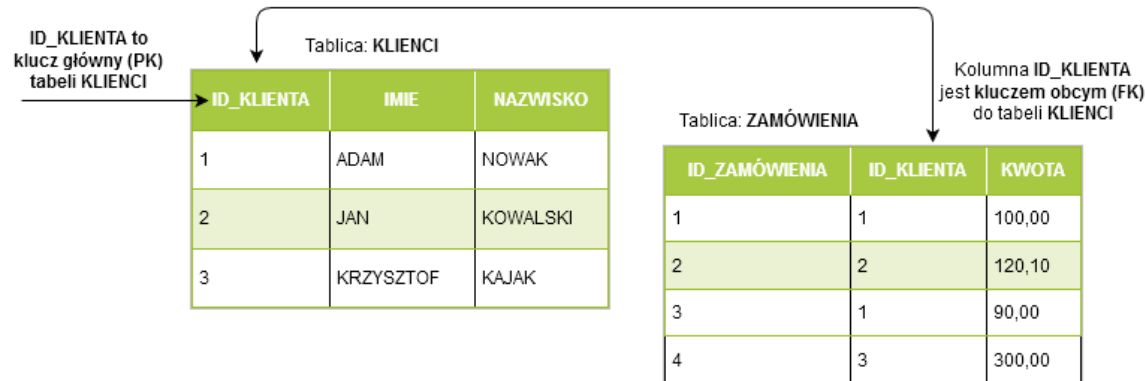 ID_KLIENTA to
klucz główny (PK)
tabeli KLIENCI
Tablica: KLIENCI
ID_KLIENTA IMIE NAZWISKO
1 ADAM NOWAK
2 JAN KOWALSKI
3 KRZYSZTOF KAJAK
Kolumna ID_KLIENTA
jest kluczem obcym (FK)
do tabeli KLIENCI
Tablica: ZAMÓWIENIA
ID_ZAMÓWIENIA ID_KLIENTA KWOTA
1 1 100,00
2 2 120,10
3 1 90,00
4 3 300,00